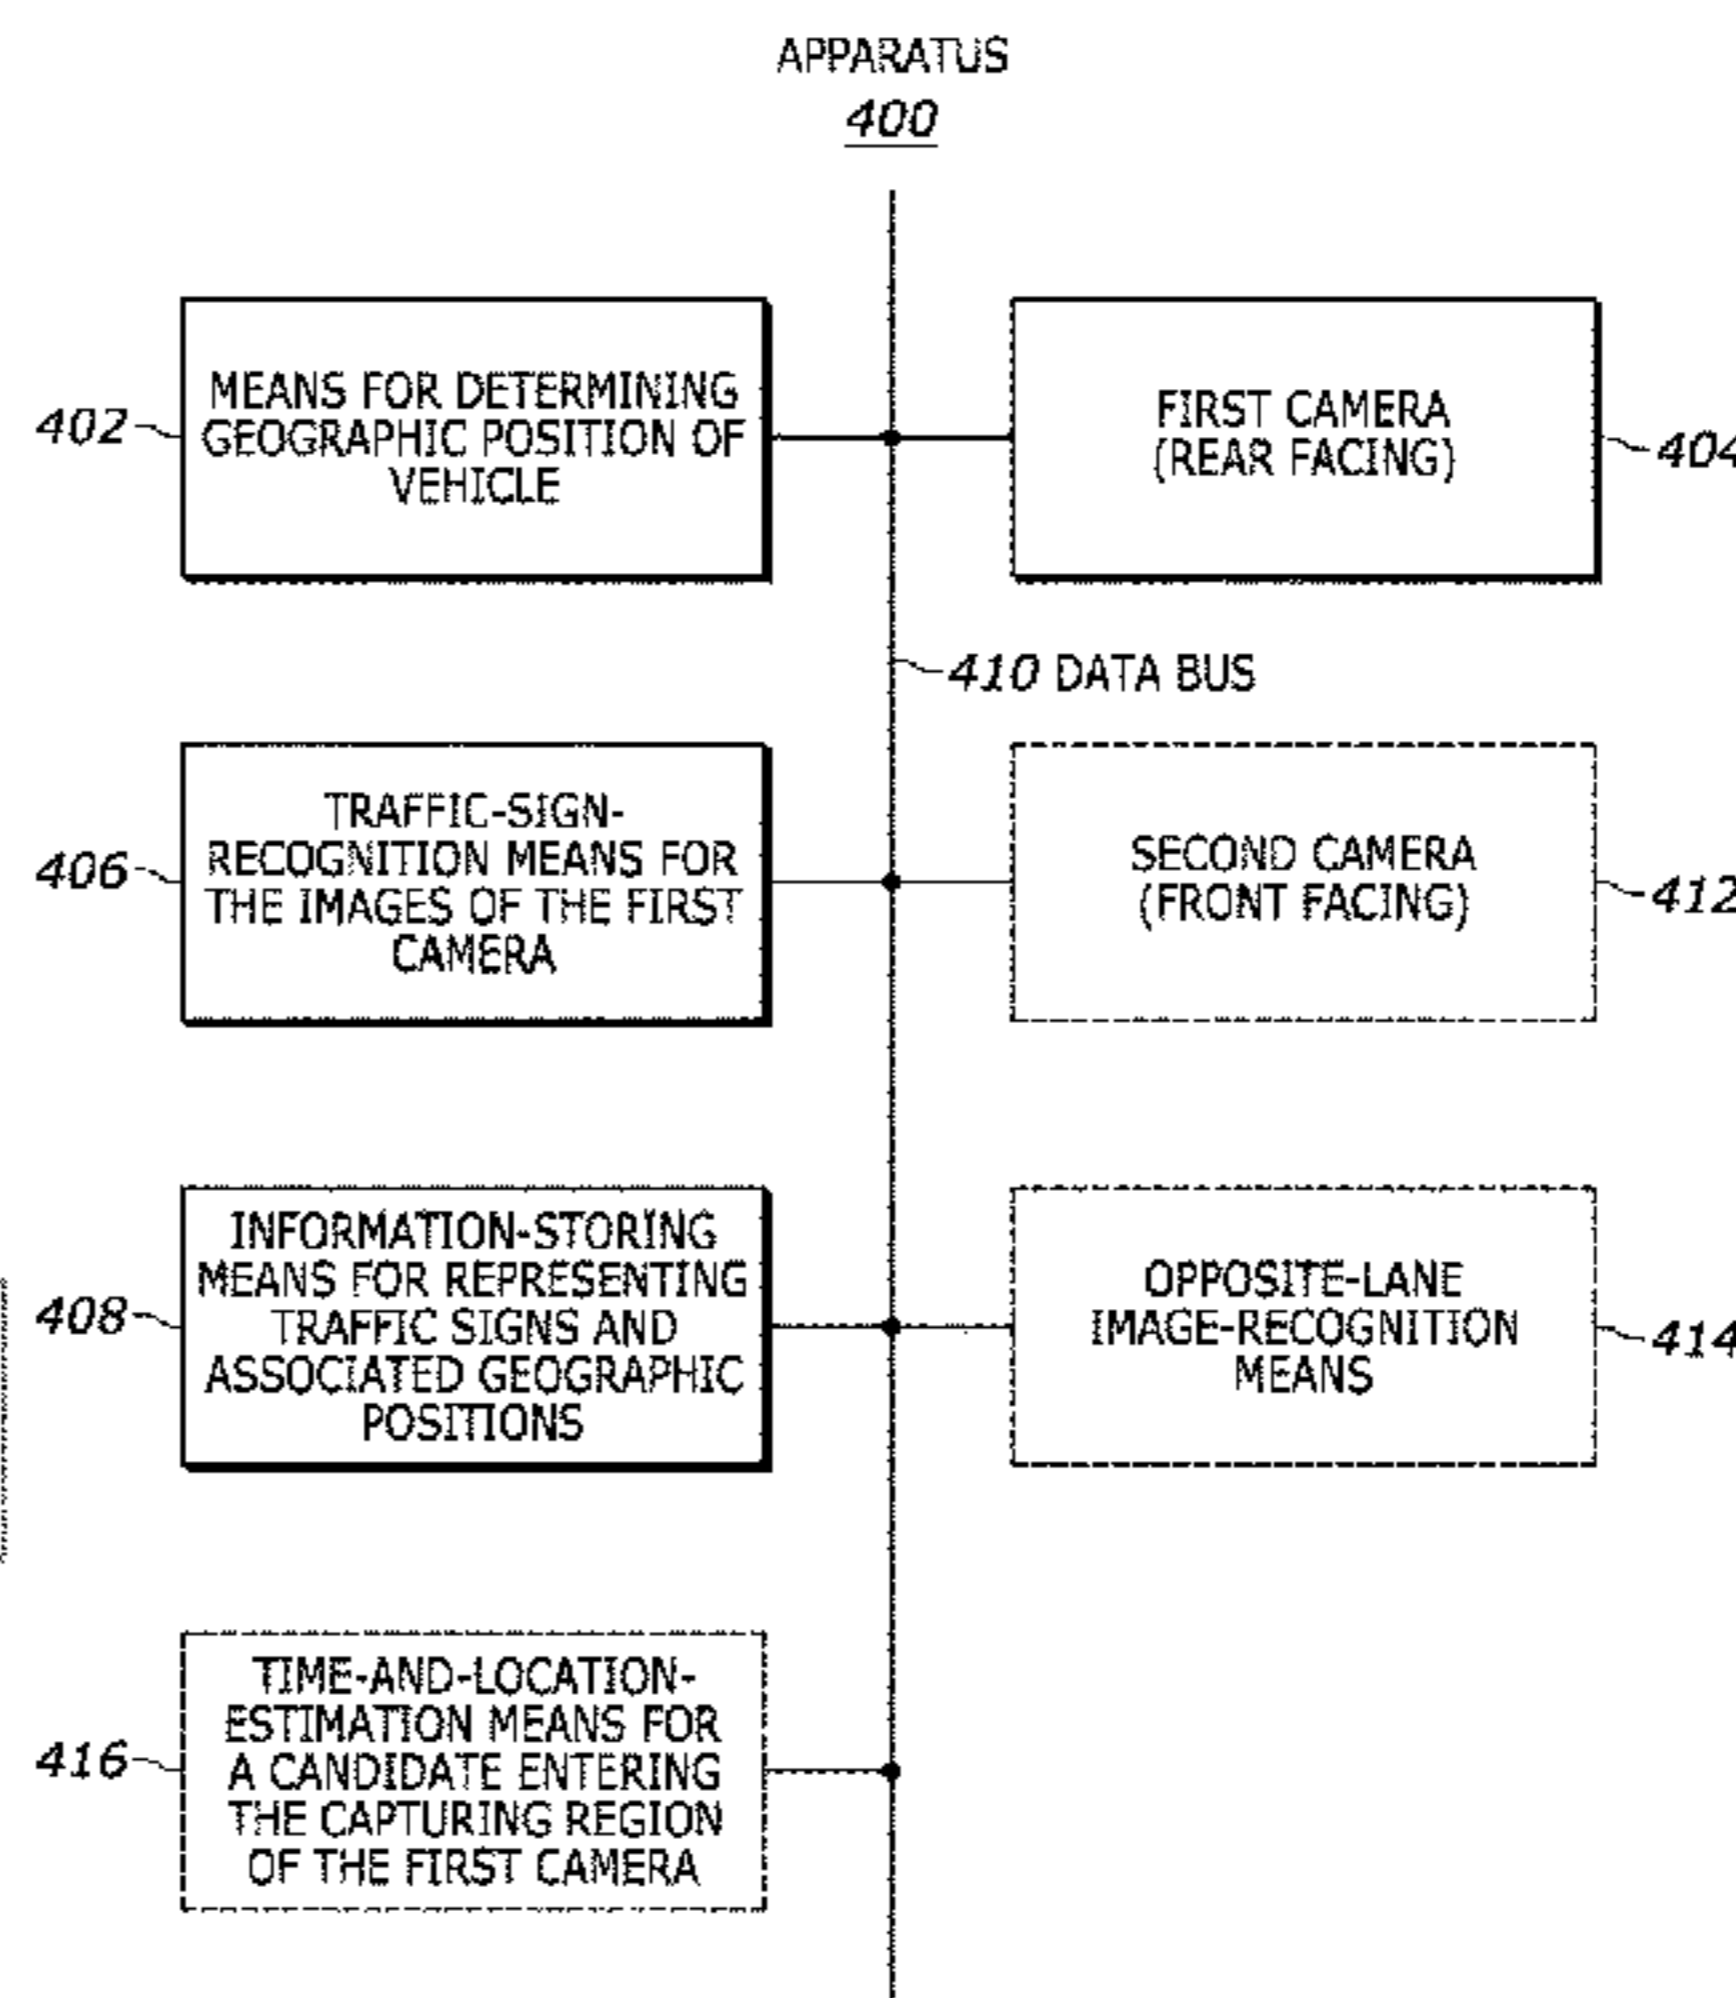 APPARATUS
400
402
MEANS FOR DETERMINING
GEOGRAPHIC POSITION OF
VEHICLE
FIRST CAMERA
(REAR FACING)
404
410 DATA BUS
406
TRAFFIC-SIGN-
RECOGNITION MEANS FOR
THE IMAGES OF THE FIRST
CAMERA
SECOND CAMERA
(FRONT FACING)
412
408
INFORMATION-STORING
MEANS FOR REPRESENTING
TRAFFIC SIGNS AND
ASSOCIATED GEOGRAPHIC
POSITIONS
OPPOSITE-LANE
IMAGE-RECOGNITION
MEANS
414
416
TIME-AND-LOCATION-
ESTIMATION MEANS FOR
A CANDIDATE ENTERING
THE CAPTURING REGION
OF THE FIRST CAMERA